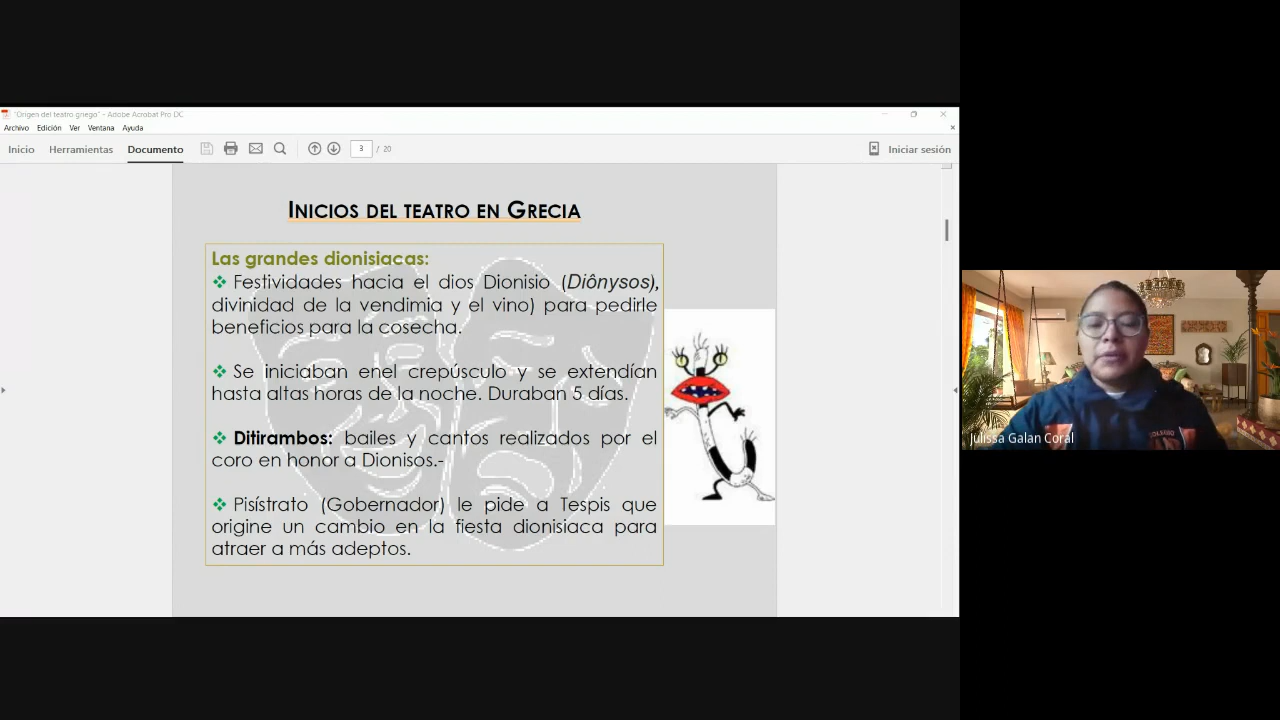 "Origen del teatro griego" - Adobe Acrobat Pro DC
Archivo Edición Ver Ventana Ayuda
Inicio Herramientas Documento 3 / 20 Iniciar sesión
INICIOS DEL TEATRO EN GRECIA
Las grandes dionisiacas:
❖ Festividades hacia el dios Dionisio (Diônysos),
divinidad de la vendimia y el vino) para pedirle
beneficios para la cosecha.
❖ Se iniciaban enel crepúsculo y se extendían
hasta altas horas de la noche. Duraban 5 días.
❖ Ditirambos: bailes y cantos realizados por el
coro en honor a Dionisos.-
❖ Pisístrato (Gobernador) le pide a Tespis que
origine un cambio en la fiesta dionisiaca para
atraer a más adeptos.
Julissa Galan Coral